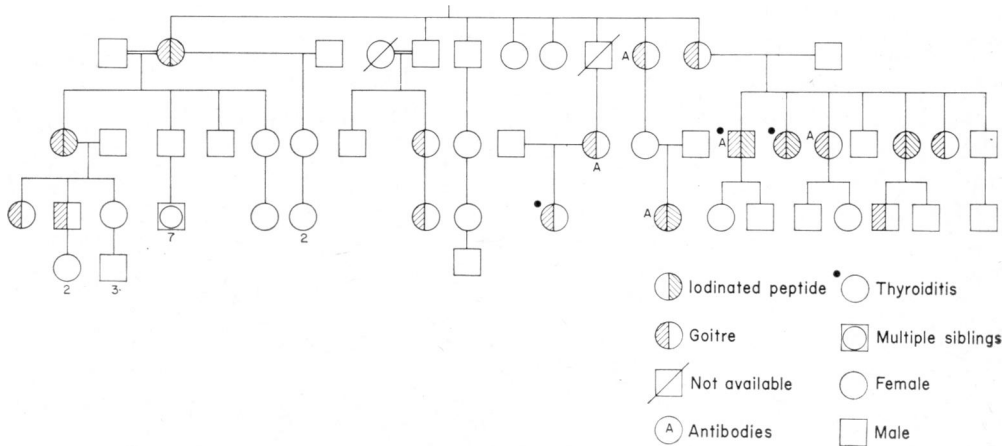 A
A
A
A
A
7
2
2
3.
Iodinated peptide
Thyroiditis
Goitre
Multiple siblings
Not available
Female
A Antibodies
Male